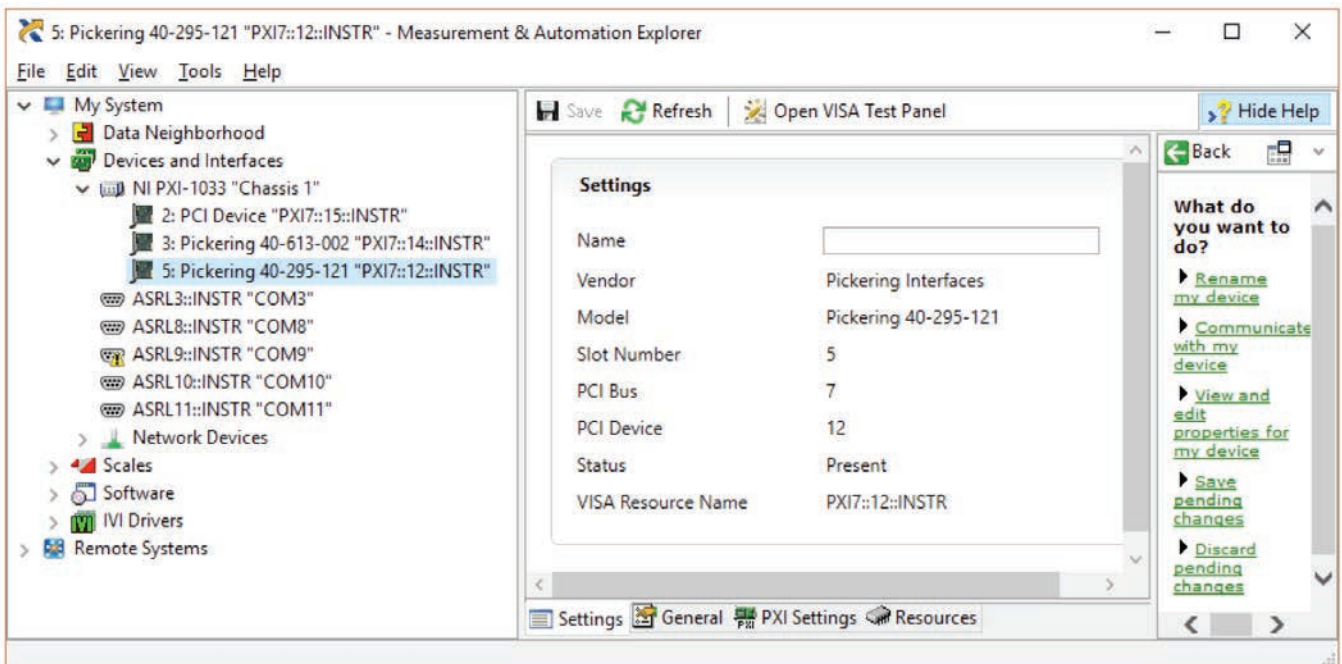 5: Pickering 40-295-121 "PXI7::12::INSTR" - Measurement & Automation Explorer
File Edit View Tools Help
My System
Data Neighborhood
Devices and Interfaces
NI PXI-1033 "Chassis 1"
2: PCI Device "PXI7::15::INSTR"
3: Pickering 40-613-002 "PXI7::14::INSTR"
5: Pickering 40-295-121 "PXI7::12::INSTR"
ASRL3::INSTR "COM3"
ASRL8::INSTR "COM8"
ASRL9::INSTR "COM9"
ASRL10::INSTR "COM10"
ASRL11::INSTR "COM11"
Network Devices
Scales
Software
IVI Drivers
Remote Systems
Save Refresh Open VISA Test Panel Hide Help
Settings
Name
Vendor Pickering Interfaces
Model Pickering 40-295-121
Slot Number 5
PCI Bus 7
PCI Device 12
Status Present
VISA Resource Name PXI7::12::INSTR
Settings General PXI Settings Resources
Back
What do
you want to
do?
Rename
my device
Communicate
with my
device
View and
edit
properties for
my device
Save
pending
changes
Discard
pending
changes